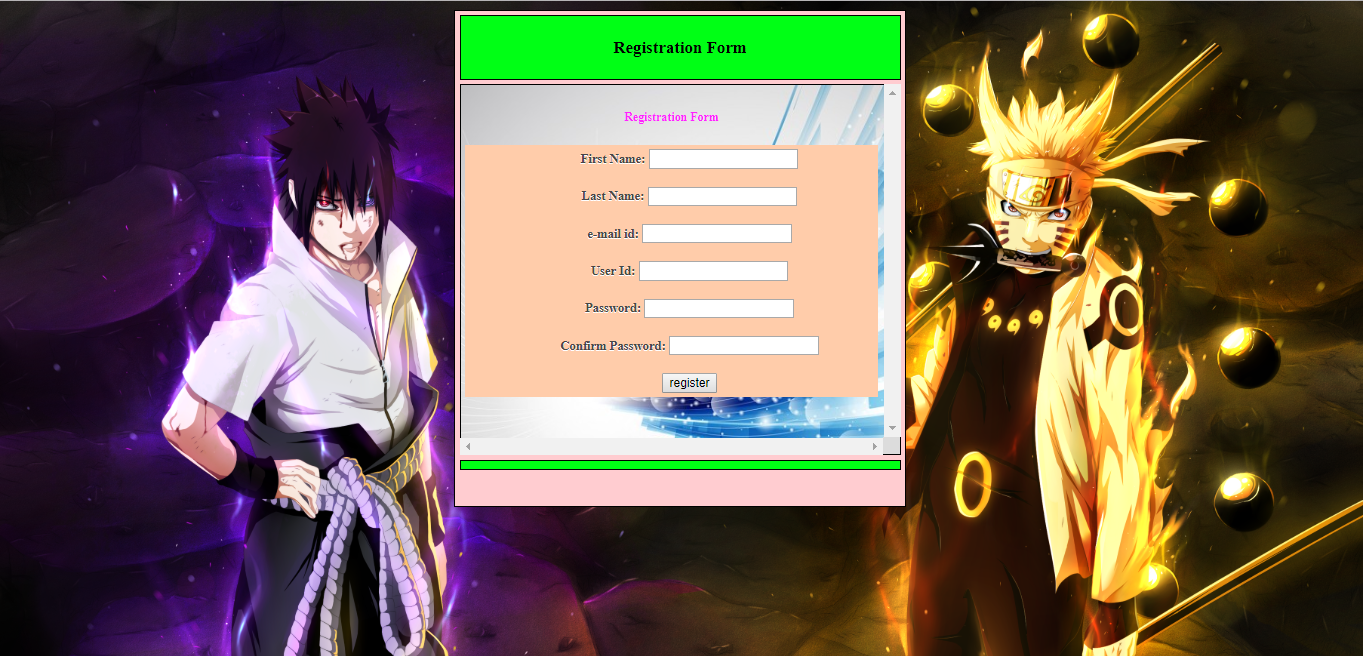 Registration Form
Registration Form
First Name:
Last Name:
e-mail id:
User Id:
Password:
Confirm Password:
register